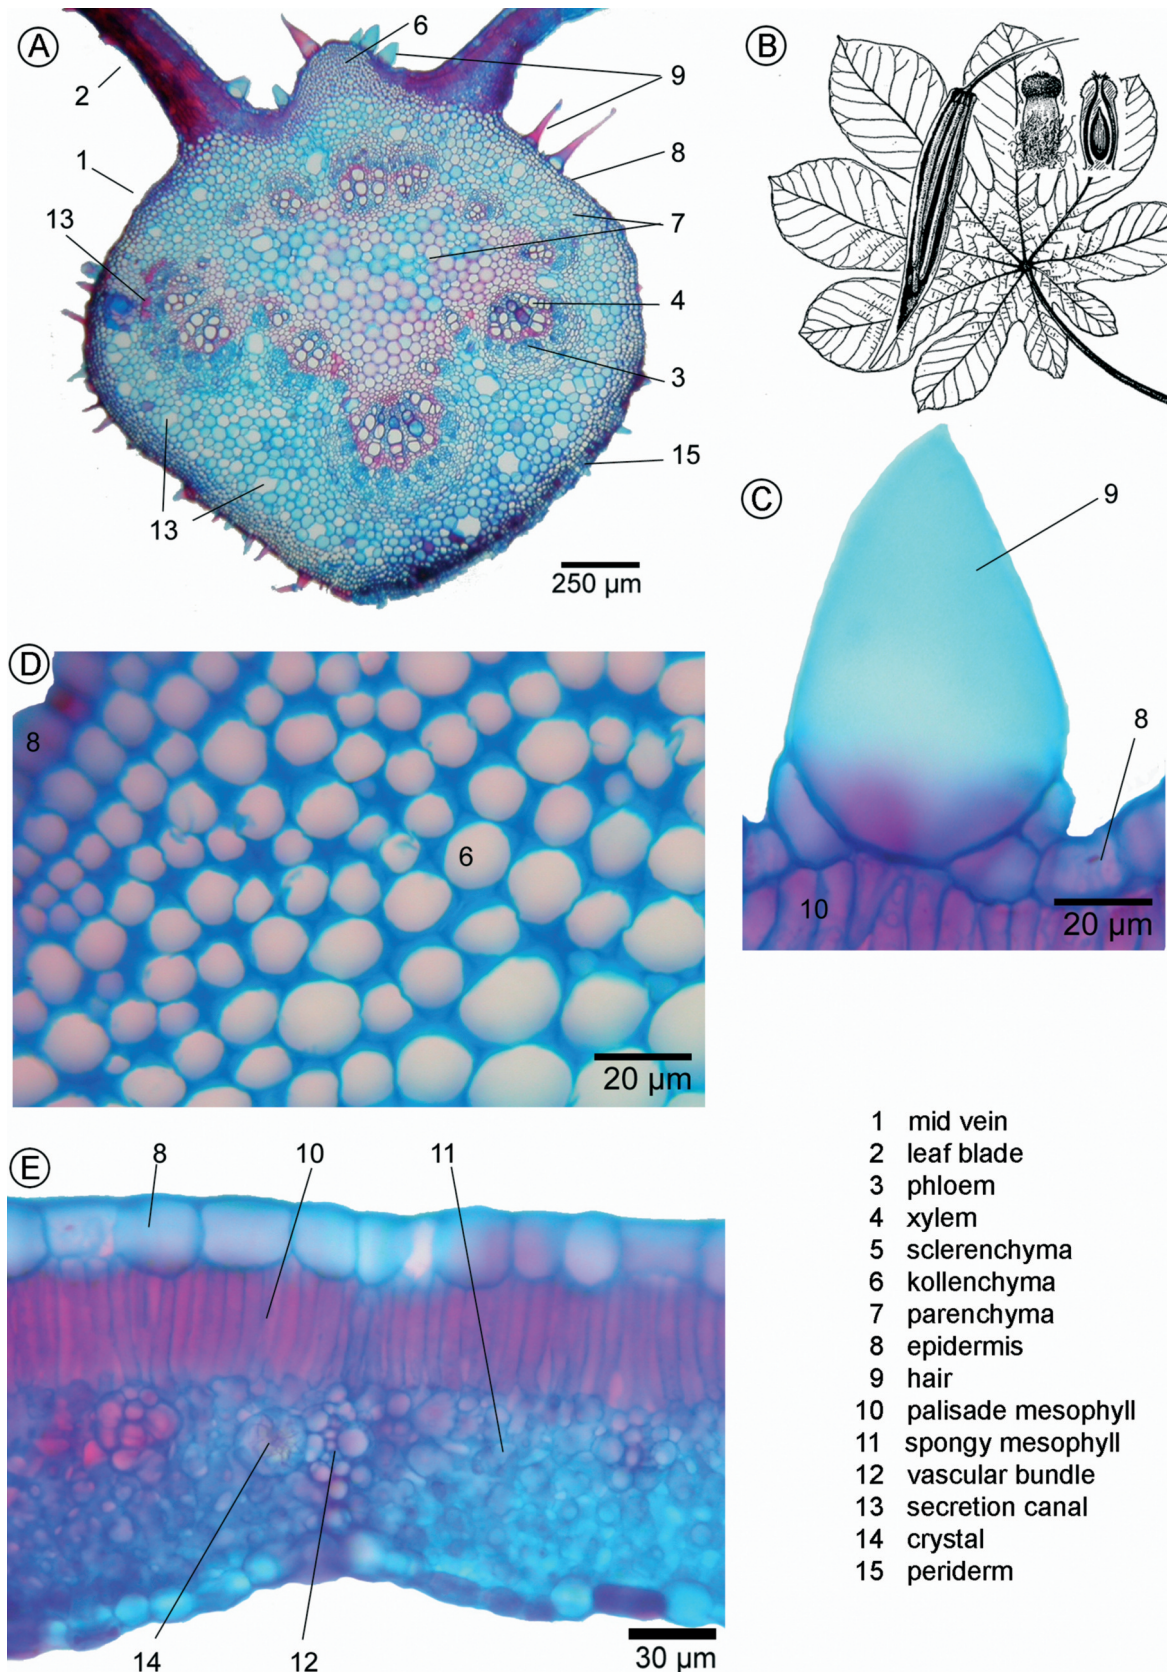 A
6
B
2
9
1
8
13
7
4
3
15
13
250 µm
C
9
8
10
20 µm
D
8
6
20 µm
E
8
10
11
14
12
30 µm
1 mid vein
2 leaf blade
3 phloem
4 xylem
5 sclerenchyma
6 kollenchyma
7 parenchyma
8 epidermis
9 hair
10 palisade mesophyll
11 spongy mesophyll
12 vascular bundle
13 secretion canal
14 crystal
15 periderm